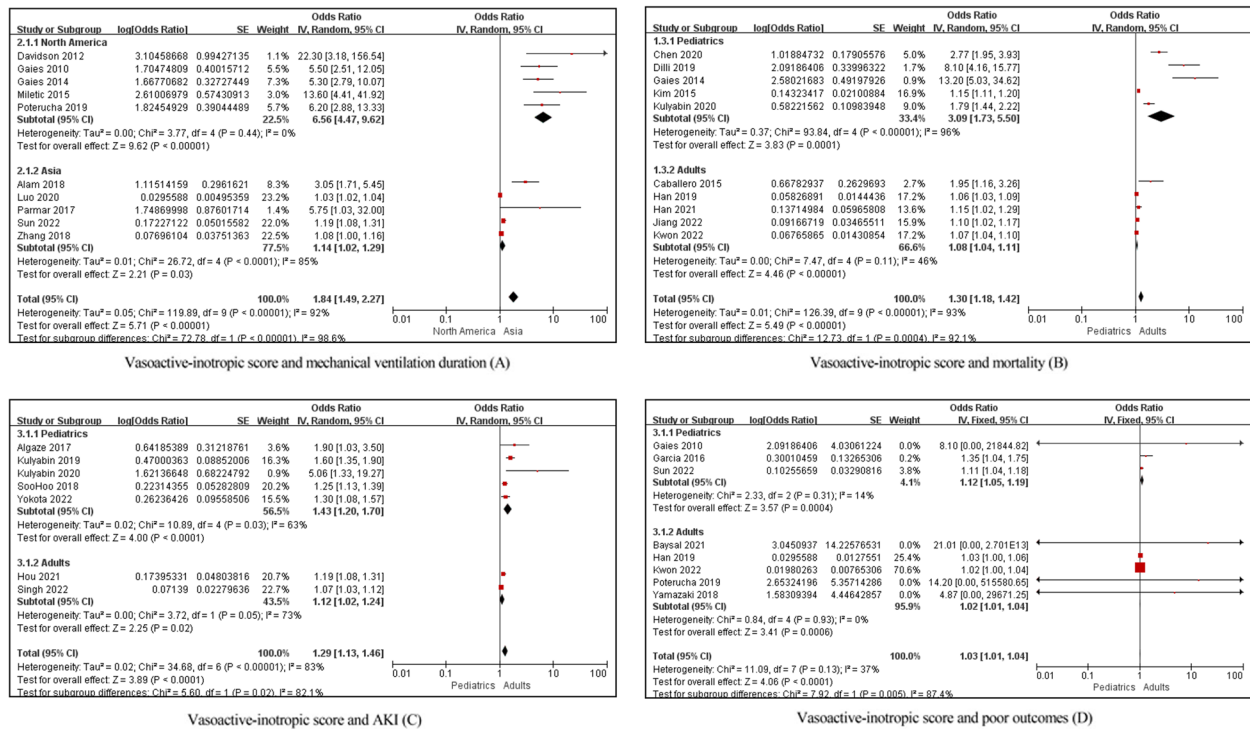 Odds Ratio Odds Ratio
Study or Subgroup log[Odds Ratio] SE Weight IV, Random, 95% CI IV, Random, 95% CI
2.1.1 North America
Davidson 2012 3.10458668 0.99427135 1.1% 22.30 [3.18, 156.54]
Gaies 2010 1.70474809 0.40015712 5.5% 5.50 [2.51, 12.05]
Gaies 2014 1.66770682 0.32727449 7.3% 5.30 [2.79, 10.07]
Miletic 2015 2.61006979 0.57430913 3.0% 13.60 [4.41, 41.92]
Poterucha 2019 1.82454929 0.39044489 5.7% 6.20 [2.88, 13.33]
Subtotal (95% CI) 22.5% 6.56 [4.47, 9.62]
Heterogeneity: Tau² = 0.00; Chi² = 3.77, df = 4 (P = 0.44); I² = 0%
Test for overall effect: Z = 9.62 (P < 0.00001)
2.1.2 Asia
Alam 2018 1.11514159 0.2961621 8.3% 3.05 [1.71, 5.45]
Luo 2020 0.0295588 0.00495359 23.2% 1.03 [1.02, 1.04]
Parmar 2017 1.74869998 0.87601714 1.4% 5.75 [1.03, 32.00]
Sun 2022 0.17227122 0.05015582 22.0% 1.19 [1.08, 1.31]
Zhang 2018 0.07696104 0.03751363 22.5% 1.08 [1.00, 1.16]
Subtotal (95% CI) 77.5% 1.14 [1.02, 1.29]
Heterogeneity: Tau² = 0.01; Chi² = 26.72, df = 4 (P < 0.0001); I² = 85%
Test for overall effect: Z = 2.21 (P = 0.03)
Total (95% CI) 100.0% 1.84 [1.49, 2.27]
Heterogeneity: Tau² = 0.05; Chi² = 119.89, df = 9 (P < 0.00001); I² = 92%
Test for overall effect: Z = 5.71 (P < 0.00001)
Test for subgroup differences: Chi² = 72.78, df = 1 (P < 0.00001), I² = 98.6%
0.01 0.1 1 10 100
North America Asia
Vasoactive-inotropic score and mechanical ventilation duration (A)
Odds Ratio Odds Ratio
Study or Subgroup log[Odds Ratio] SE Weight IV, Random, 95% CI IV, Random, 95% CI
1.3.1 Pediatrics
Chen 2020 1.01884732 0.17905576 5.0% 2.77 [1.95, 3.93]
Dilli 2019 2.09186406 0.33996322 1.8% 8.10 [4.16, 15.77]
Gaies 2014 2.58021683 0.49197926 0.9% 13.20 [5.03, 34.62]
Kim 2015 0.14323417 0.02100884 16.9% 1.15 [1.11, 1.20]
Kulyabin 2020 0.58221562 0.10983948 9.0% 1.79 [1.44, 2.22]
Subtotal (95% CI) 33.4% 3.09 [1.73, 5.50]
Heterogeneity: Tau² = 0.37; Chi² = 93.84, df = 4 (P < 0.00001); I² = 96%
Test for overall effect: Z = 3.83 (P = 0.0001)
1.3.2 Adults
Caballero 2015 0.66782937 0.2629693 2.7% 1.95 [1.16, 3.26]
Han 2019 0.05826891 0.0144436 17.2% 1.06 [1.03, 1.09]
Han 2021 0.13714984 0.05965808 13.6% 1.15 [1.02, 1.29]
Jiang 2022 0.09166719 0.03465511 15.9% 1.10 [1.02, 1.17]
Kwon 2022 0.06765865 0.01430854 17.2% 1.07 [1.04, 1.10]
Subtotal (95% CI) 66.6% 1.08 [1.04, 1.11]
Heterogeneity: Tau² = 0.00; Chi² = 7.47, df = 4 (P = 0.11); I² = 46%
Test for overall effect: Z = 4.46 (P < 0.00001)
Total (95% CI) 100.0% 1.30 [1.18, 1.42]
Heterogeneity: Tau² = 0.01; Chi² = 126.39, df = 9 (P < 0.00001); I² = 93%
Test for overall effect: Z = 5.49 (P < 0.00001)
Test for subgroup differences: Chi² = 12.73, df = 1 (P = 0.0004), I² = 92.1%
0.01 0.1 1 10 100
Pediatrics Adults
Vasoactive-inotropic score and mortality (B)
Odds Ratio Odds Ratio
Study or Subgroup log[Odds Ratio] SE Weight IV, Random, 95% CI IV, Random, 95% CI
3.1.1 Pediatrics
Algaze 2017 0.64185389 0.31218761 3.6% 1.90 [1.03, 3.50]
Kulyabin 2019 0.47000363 0.08852006 16.3% 1.60 [1.35, 1.90]
Kulyabin 2020 1.62136648 0.68224792 0.9% 5.06 [1.33, 19.27]
SooHoo 2018 0.22314355 0.05282809 20.2% 1.25 [1.13, 1.39]
Yokota 2022 0.26236426 0.09558506 15.5% 1.30 [1.08, 1.57]
Subtotal (95% CI) 56.5% 1.43 [1.20, 1.70]
Heterogeneity: Tau² = 0.02; Chi² = 10.89, df = 4 (P = 0.03); I² = 63%
Test for overall effect: Z = 4.00 (P < 0.0001)
3.1.2 Adults
Hou 2021 0.17395331 0.04803816 20.7% 1.19 [1.08, 1.31]
Singh 2022 0.07139 0.02279636 22.7% 1.07 [1.03, 1.12]
Subtotal (95% CI) 43.5% 1.12 [1.02, 1.24]
Heterogeneity: Tau² = 0.00; Chi² = 3.72, df = 1 (P = 0.05); I² = 73%
Test for overall effect: Z = 2.25 (P = 0.02)
Total (95% CI) 100.0% 1.29 [1.13, 1.46]
Heterogeneity: Tau² = 0.02; Chi² = 34.68, df = 6 (P < 0.00001); I² = 83%
Test for overall effect: Z = 3.89 (P < 0.0001)
Test for subgroup differences: Chi² = 5.60, df = 1 (P = 0.02), I² = 82.1%
0.01 0.1 1 10 100
Pediatrics Adults
Vasoactive-inotropic score and AKI (C)
Odds Ratio Odds Ratio
Study or Subgroup log[Odds Ratio] SE Weight IV, Fixed, 95% CI IV, Fixed, 95% CI
3.1.1 Pediatrics
Gaies 2010 2.09186406 4.03061224 0.0% 8.10 [0.00, 21844.82]
Garcia 2016 0.30010459 0.13265306 0.2% 1.35 [1.04, 1.75]
Sun 2022 0.10255659 0.03290816 3.8% 1.11 [1.04, 1.18]
Subtotal (95% CI) 4.1% 1.12 [1.05, 1.19]
Heterogeneity: Chi² = 2.33, df = 2 (P = 0.31); I² = 14%
Test for overall effect: Z = 3.57 (P = 0.0004)
3.1.2 Adults
Baysal 2021 3.0450937 14.22576531 0.0% 21.01 [0.00, 2.701E13]
Han 2019 0.0295588 0.0127551 25.4% 1.03 [1.00, 1.06]
Kwon 2022 0.01980263 0.00765306 70.6% 1.02 [1.00, 1.04]
Poterucha 2019 2.65324196 5.35714286 0.0% 14.20 [0.00, 515580.65]
Yamazaki 2018 1.58309394 4.44642857 0.0% 4.87 [0.00, 29671.25]
Subtotal (95% CI) 95.9% 1.02 [1.01, 1.04]
Heterogeneity: Chi² = 0.84, df = 4 (P = 0.93); I² = 0%
Test for overall effect: Z = 3.41 (P = 0.0006)
Total (95% CI) 100.0% 1.03 [1.01, 1.04]
Heterogeneity: Chi² = 11.09, df = 7 (P = 0.13); I² = 37%
Test for overall effect: Z = 4.06 (P < 0.0001)
Test for subgroup differences: Chi² = 7.92, df = 1 (P = 0.005), I² = 87.4%
0.01 0.1 1 10 100
Pediatrics Adults
Vasoactive-inotropic score and poor outcomes (D)